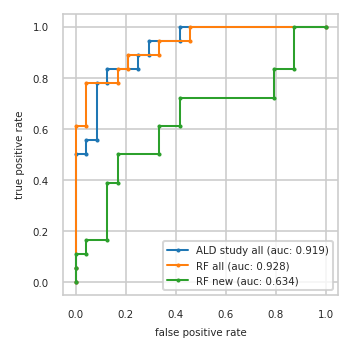 1.0
0.8
0.6
0.4
0.2
0.0
true positive rate
ALD study all (auc: 0.919)
RF all (auc: 0.928)
RF new (auc: 0.634)
0.0 0.2 0.4 0.6 0.8 1.0
false positive rate